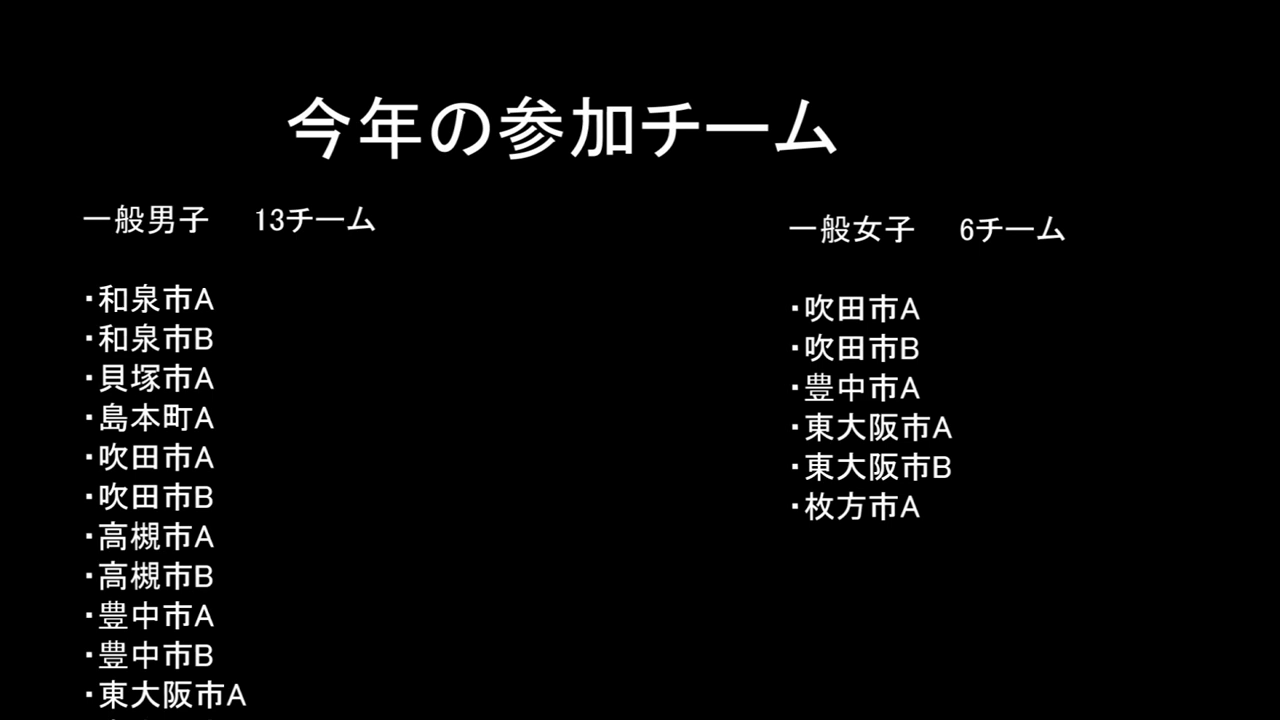 今年の参加チーム
一般男子　13チーム
・和泉市A
・和泉市B
・貝塚市A
・島本町A
・吹田市A
・吹田市B
・高槻市A
・高槻市B
・豊中市A
・豊中市B
・東大阪市A
一般女子　6チーム
・吹田市A
・吹田市B
・豊中市A
・東大阪市A
・東大阪市B
・枚方市A